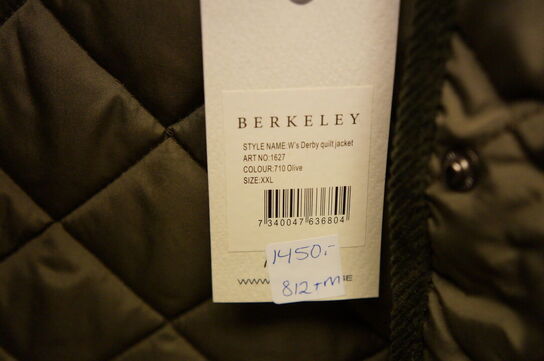 BERKELEY
STYLE NAME:W's Derby quilt jacket
ART NO:1627
COLOUR:710 Olive
SIZE:XXL
7 340047 636804
1450,-
812+m